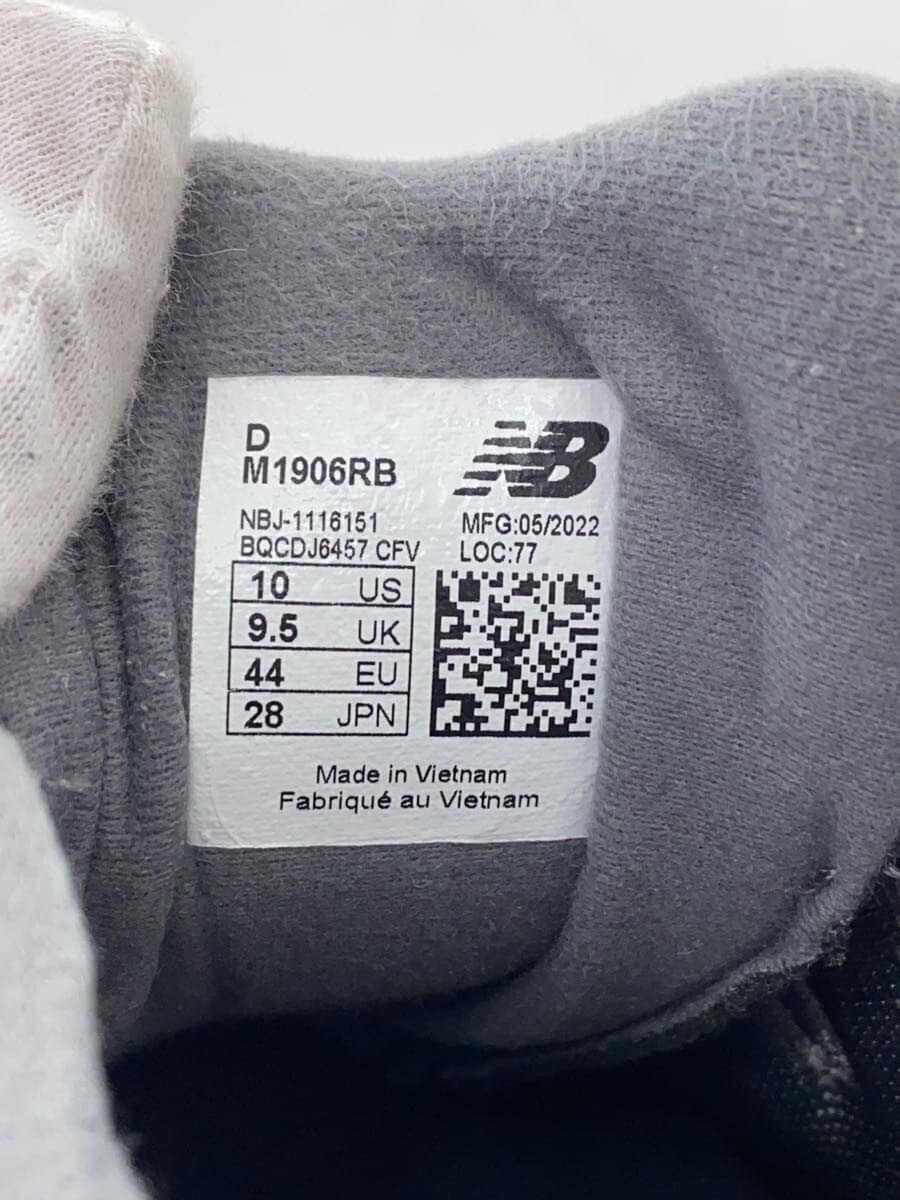 D
M1906RB
NB
NBJ-1116151
BQCDJ6457 CFV
MFG:05/2022
LOC:77
10 US
9.5 UK
44 EU
28 JPN
Made in Vietnam
Fabriqué au Vietnam